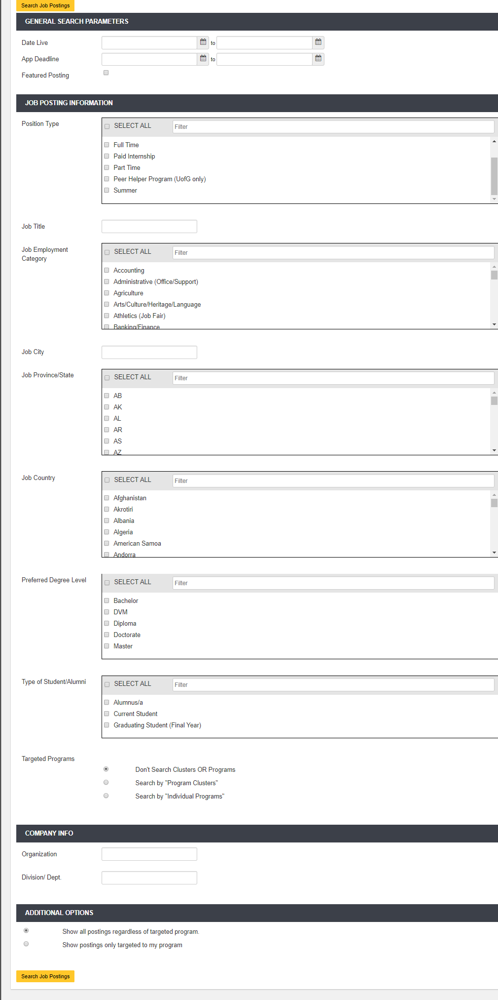 Search Job Postings
GENERAL SEARCH PARAMETERS
Date Live to
App Deadline to
Featured Posting
JOB POSTING INFORMATION
Position Type SELECT ALL Filter
Full Time
Paid Internship
Part Time
Peer Helper Program (UofG only)
Summer
Job Title
Job Employment SELECT ALL Filter
Category
Accounting
Administrative (Office/Support)
Agriculture
Arts/Culture/Heritage/Language
Athletics (Job Fair)
Banking/Finance
Job City
Job Province/State SELECT ALL Filter
AB
AK
AL
AR
AS
AZ
Job Country SELECT ALL Filter
Afghanistan
Akrotiri
Albania
Algeria
American Samoa
Andorra
Preferred Degree Level SELECT ALL Filter
Bachelor
DVM
Diploma
Doctorate
Master
Type of Student/Alumni SELECT ALL Filter
Alumnus/a
Current Student
Graduating Student (Final Year)
Targeted Programs
Don't Search Clusters OR Programs
Search by "Program Clusters"
Search by "Individual Programs"
COMPANY INFO
Organization
Division/ Dept.
ADDITIONAL OPTIONS
Show all postings regardless of targeted program.
Show postings only targeted to my program
Search Job Postings